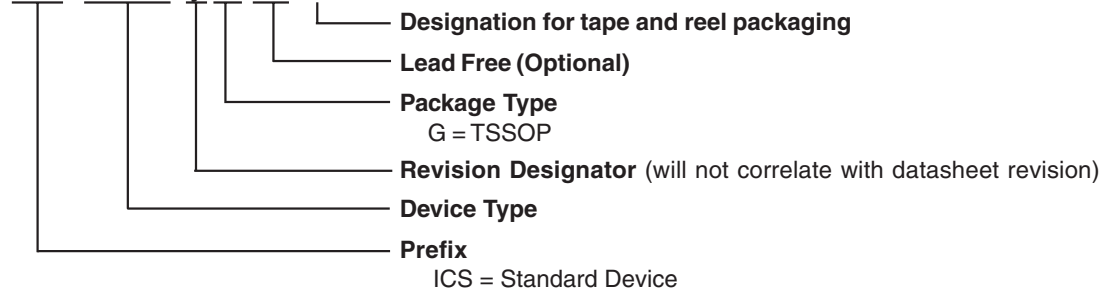 Designation for tape and reel packaging
Lead Free (Optional)
Package Type
G = TSSOP
Revision Designator (will not correlate with datasheet revision)
Device Type
Prefix
ICS = Standard Device